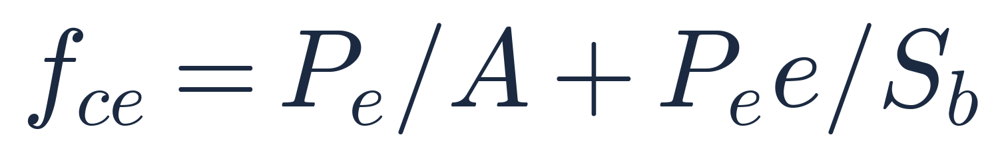 f_{ce} = P_e/A + P_e e/S_b